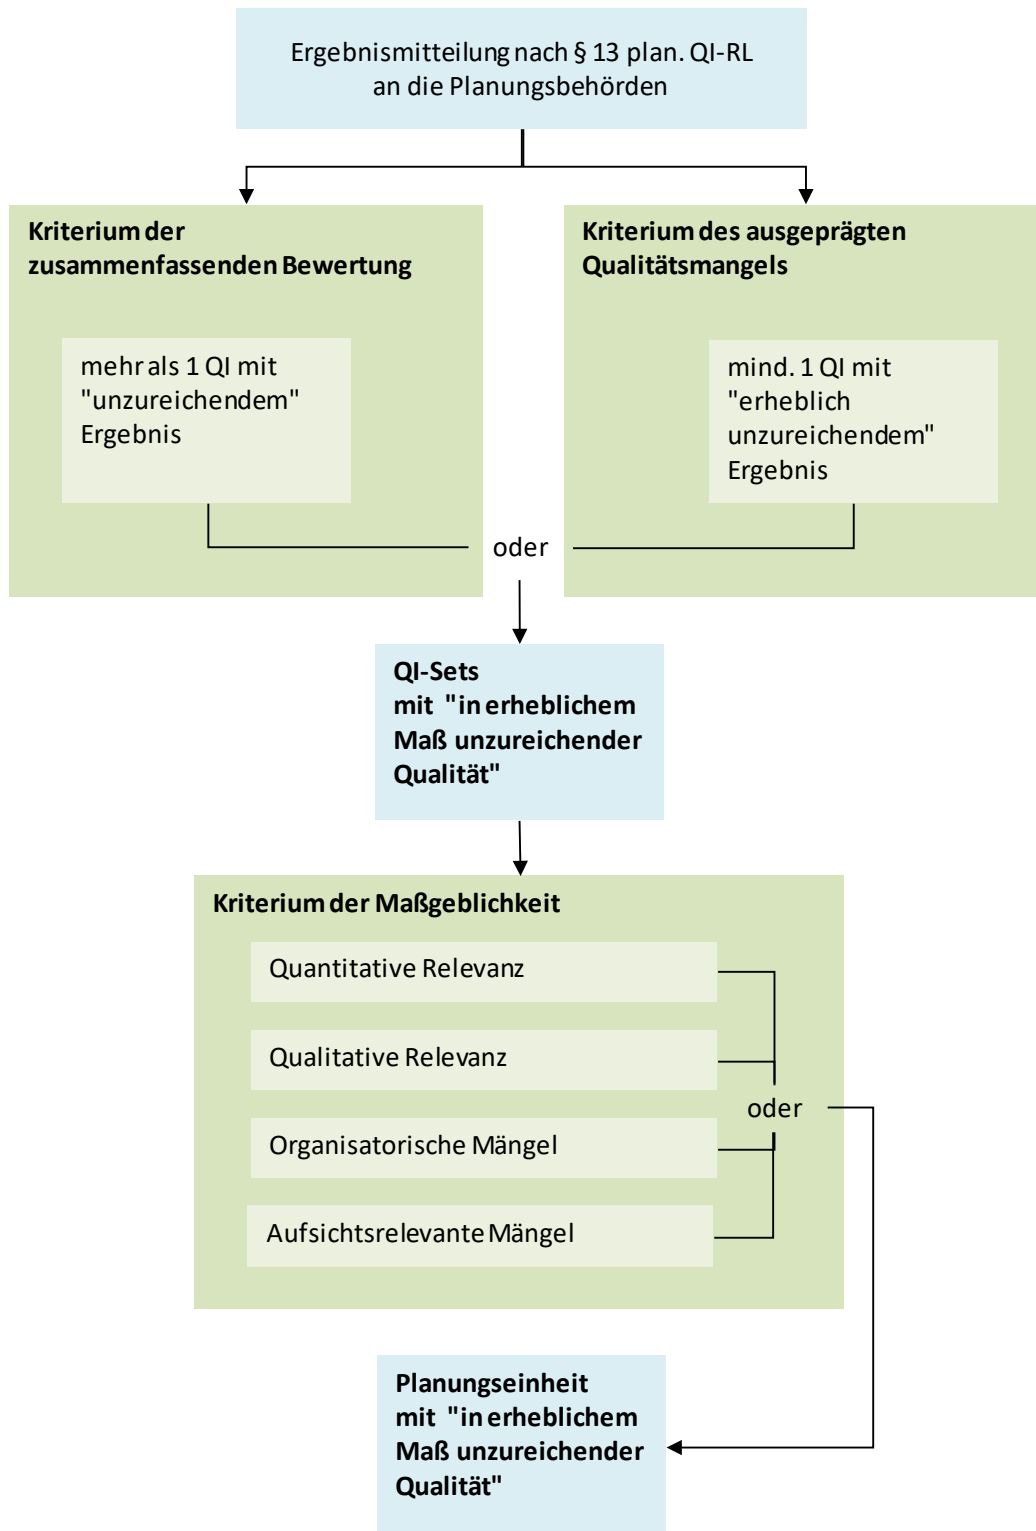 Ergebnismitteilung nach § 13 plan. QI-RL
an die Planungsbehörden
Kriterium der
zusammenfassenden Bewertung
mehr als 1 QI mit
"unzureichendem"
Ergebnis
Kriterium des ausgeprägten
Qualitätsmangels
mind. 1 QI mit
"erheblich
unzureichendem"
Ergebnis
oder
QI-Sets
mit "in erheblichem
Maß unzureichender
Qualität"
Kriterium der Maßgeblichkeit
Quantitative Relevanz
Qualitative Relevanz
oder
Organisatorische Mängel
Aufsichtsrelevante Mängel
Planungseinheit
mit "in erheblichem
Maß unzureichender
Qualität"